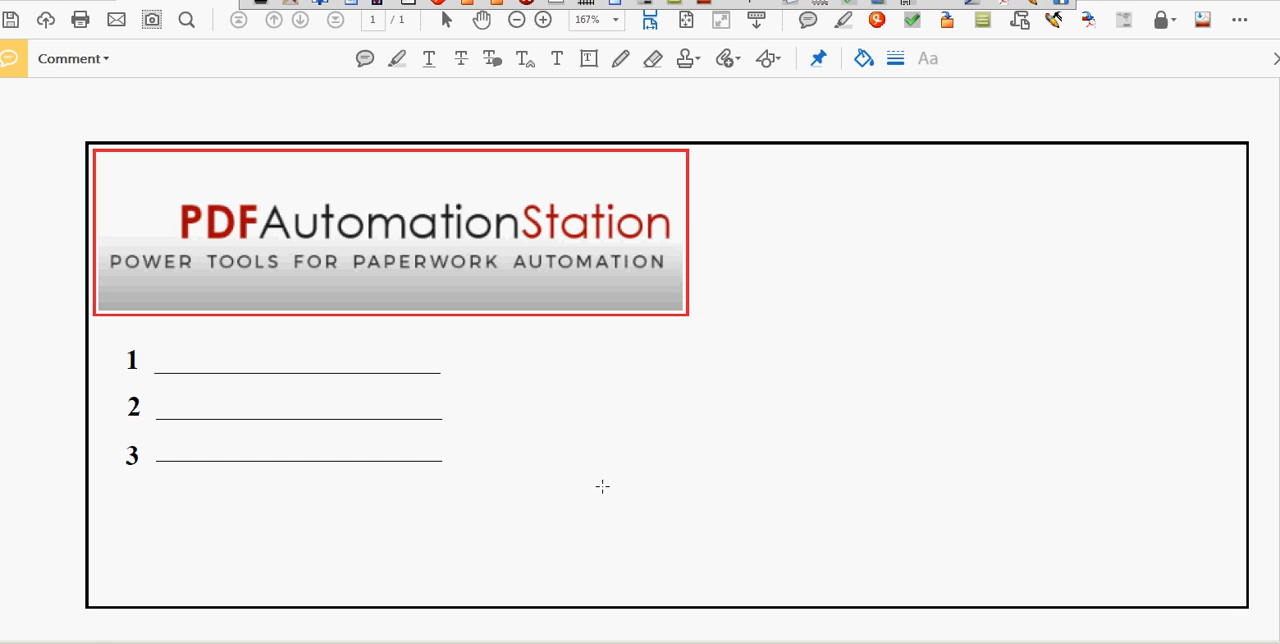 1 / 1
167%
Comment
T T T T T T
Aa
PDFAutomationStation
POWER TOOLS FOR PAPERWORK AUTOMATION
1
2
3